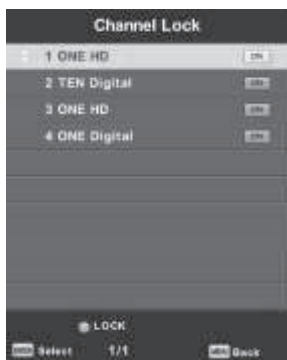 Channel Lock
1 ONE HD
2 TEN Digital
3 ONE HD
4 ONE Digital
LOCK
Select 1/1 Back